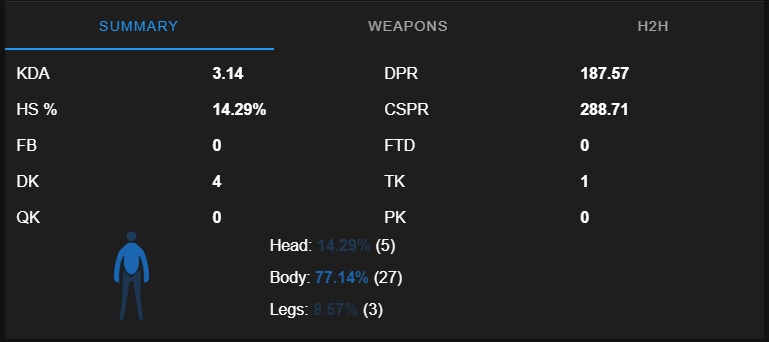 SUMMARY WEAPONS H2H
KDA 3.14 DPR 187.57
HS % 14.29% CSPR 288.71
FB 0 FTD 0
DK 4 TK 1
QK 0 PK 0
Head: 14.29% (5)
Body: 77.14% (27)
Legs: 8.57% (3)